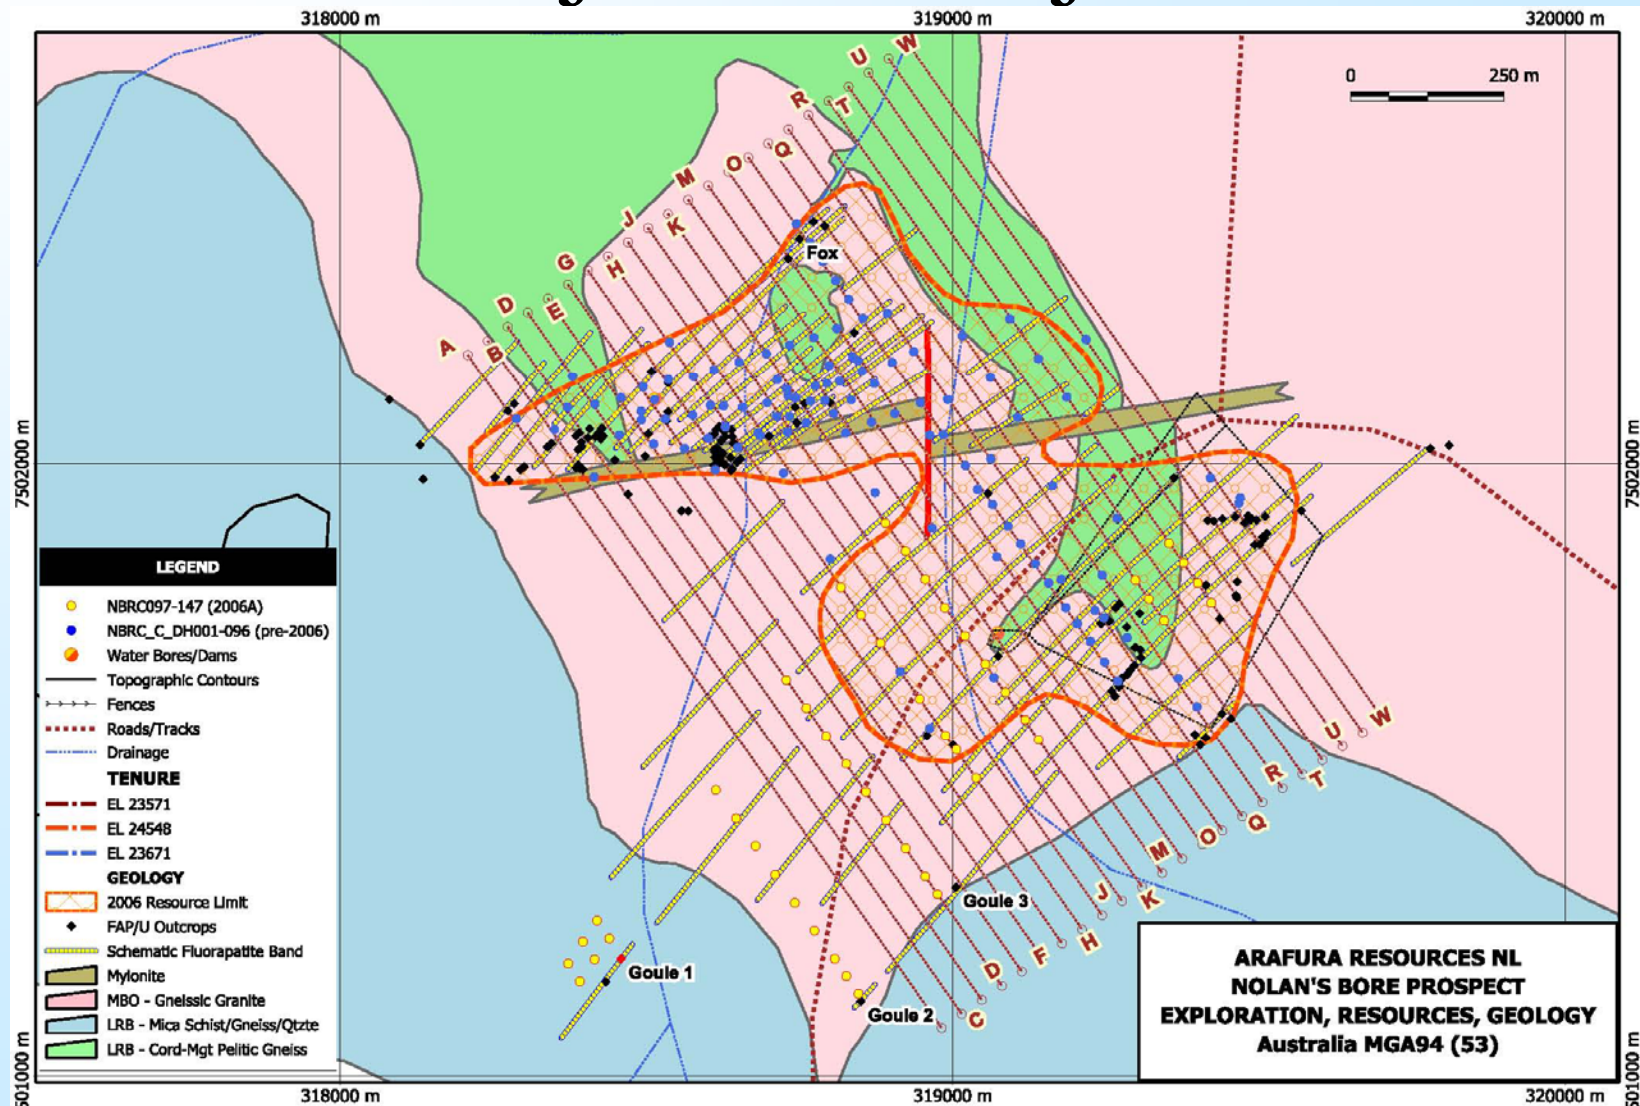 318000 m
319000 m
320000 m
0
250 m
U
W
R
T
Q
O
M
J
K
G
H
D
E
A
B
Fox
7502000 m
7502000 m
LEGEND
NBRC097-147 (2006A)
NBRC_C_DH001-096 (pre-2006)
Water Bores/Dams
Topographic Contours
Fences
Roads/Tracks
Drainage
TENURE
EL 23571
EL 24548
EL 23671
GEOLOGY
2006 Resource Limit
FAP/U Outcrops
Schematic Fluorapatite Band
Mylonite
MBO - Gneissic Granite
LRB - Mica Schist/Gneiss/Qtzte
LRB - Cord-Mgt Pelitic Gneiss
U
W
R
T
Q
O
M
K
J
H
F
D
C
Goule 3
Goule 1
Goule 2
ARAFURA RESOURCES NL
NOLAN'S BORE PROSPECT
EXPLORATION, RESOURCES, GEOLOGY
Australia MGA94 (53)
501000 m
501000 m
318000 m
319000 m
320000 m